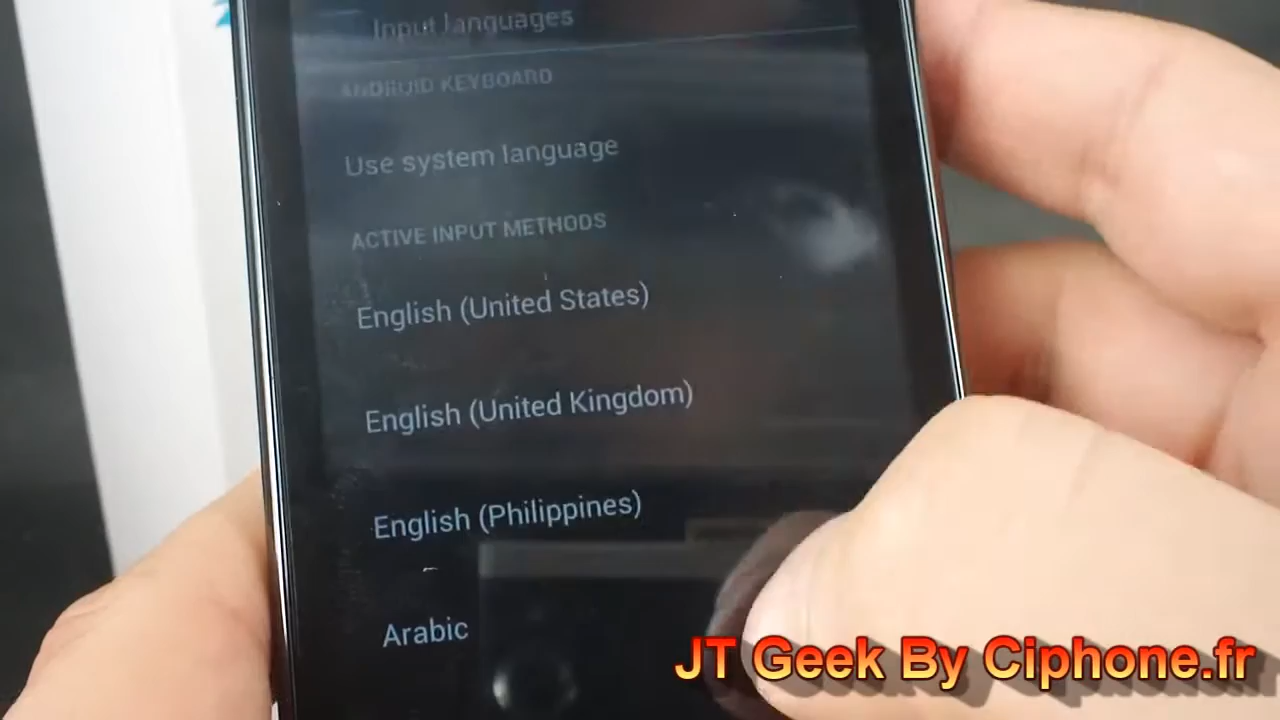 Input languages
ANDROID KEYBOARD
Use system language
ACTIVE INPUT METHODS
English (United States)
English (United Kingdom)
English (Philippines)
Arabic
JT Geek By Ciphone.fr